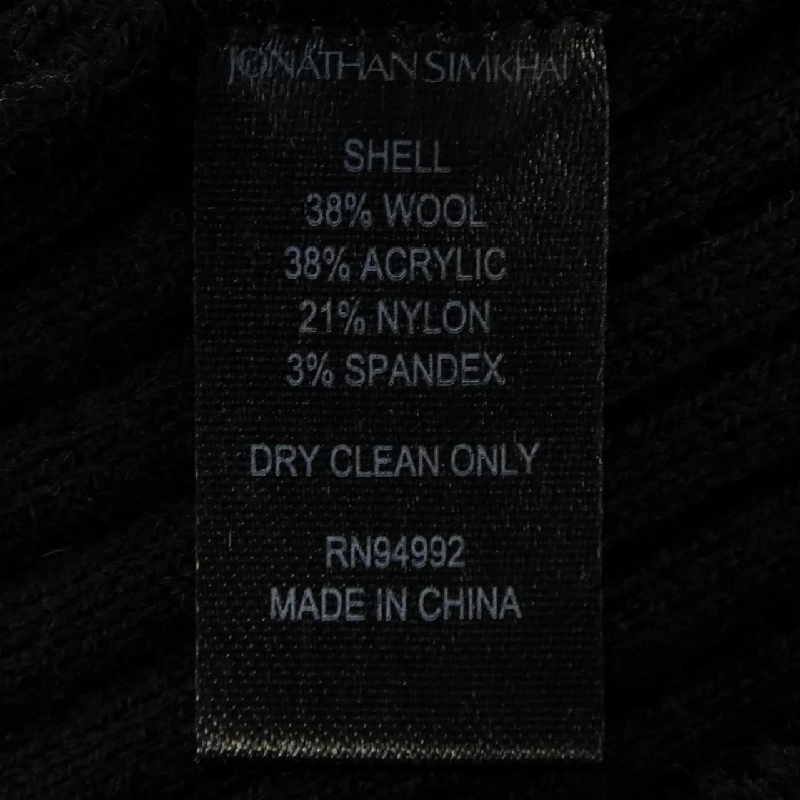 JONATHAN SIMKHAI
SHELL
38% WOOL
38% ACRYLIC
21% NYLON
3% SPANDEX
DRY CLEAN ONLY
RN94992
MADE IN CHINA